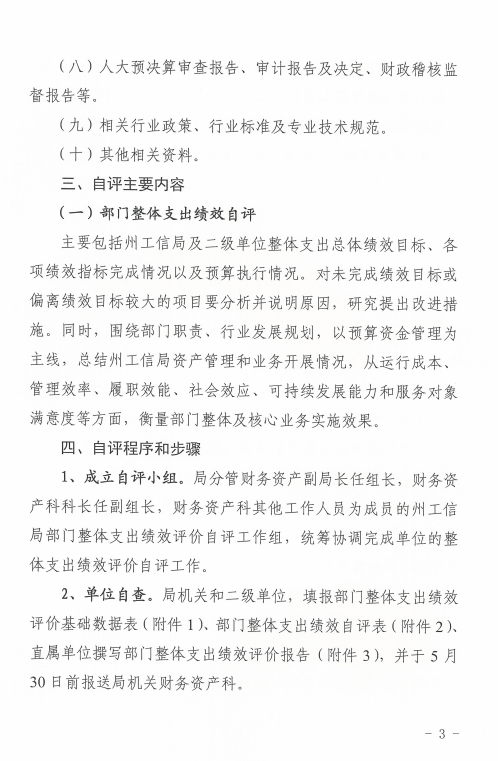 （八）人大预决算审查报告、审计报告及决定、财政稽核监
督报告等。
（九）相关行业政策、行业标准及专业技术规范。
（十）其他相关资料。
三、自评主要内容
（一）部门整体支出绩效自评
主要包括州工信局及二级单位整体支出总体绩效目标、各
项绩效指标完成情况以及预算执行情况。对未完成绩效目标或
偏离绩效目标较大的项目要分析并说明原因，研究提出改进措
施。同时，围绕部门职责、行业发展规划，以预算资金管理为
主线，总结州工信局资产管理和业务开展情况，从运行成本、
管理效率、履职效能、社会效应、可持续发展能力和服务对象
满意度等方面，衡量部门整体及核心业务实施效果。
四、自评程序和步骤
1、成立自评小组。局分管财务资产副局长任组长，财务资
产科科长任副组长，财务资产科其他工作人员为成员的州工信
局部门整体支出绩效评价自评工作组，统筹协调完成单位的整
体支出绩效评价自评工作。
2、单位自查。局机关和二级单位，填报部门整体支出绩效
评价基础数据表（附件 1）、部门整体支出绩效自评表（附件 2）、
直属单位撰写部门整体支出绩效评价报告（附件 3），并于 5 月
30 日前报送局机关财务资产科。
- 3 -